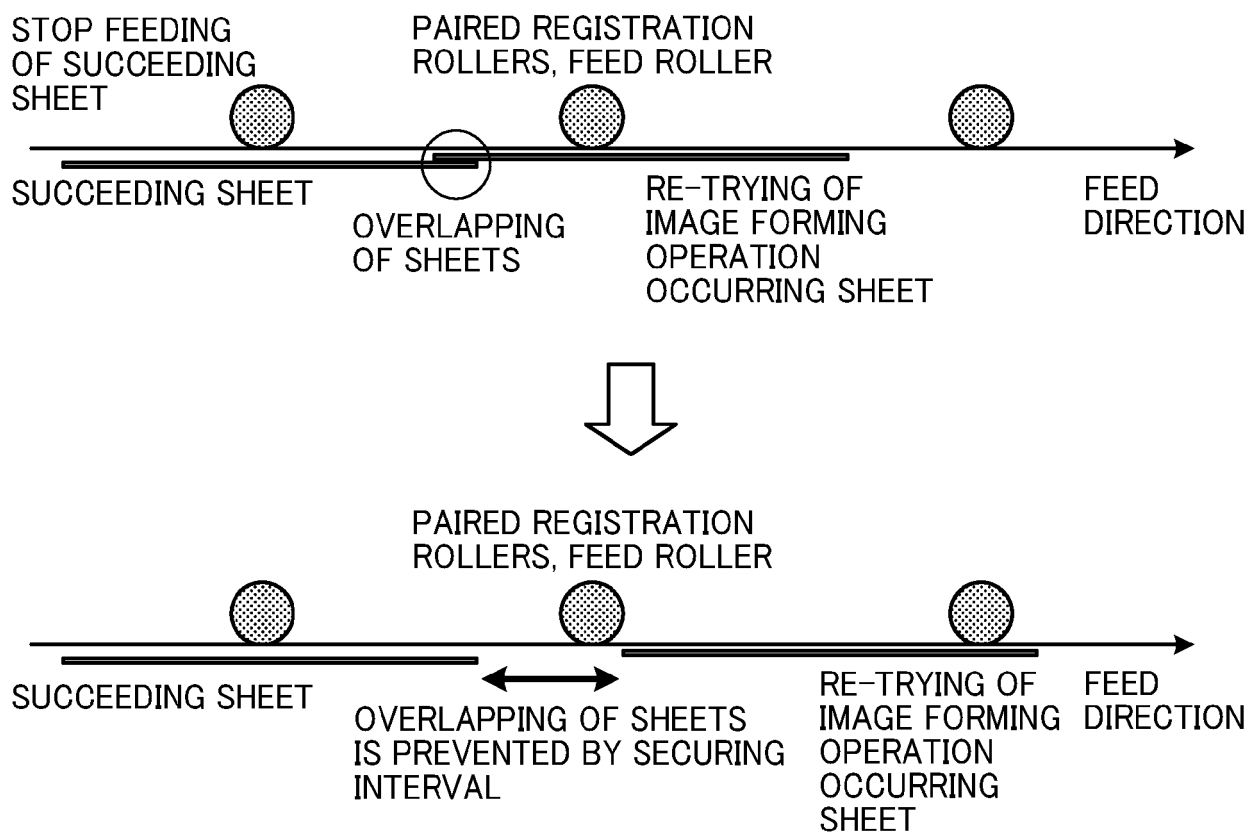 STOP FEEDING
OF SUCCEEDING
SHEET
PAIRED REGISTRATION
ROLLERS, FEED ROLLER
SUCCEEDING SHEET
OVERLAPPING
OF SHEETS
RE-TRYING OF
IMAGE FORMING
OPERATION
OCCURRING SHEET
FEED
DIRECTION
PAIRED REGISTRATION
ROLLERS, FEED ROLLER
SUCCEEDING SHEET
OVERLAPPING OF SHEETS
IS PREVENTED BY SECURING
INTERVAL
RE-TRYING OF
IMAGE FORMING
OPERATION
OCCURRING
SHEET
FEED
DIRECTION